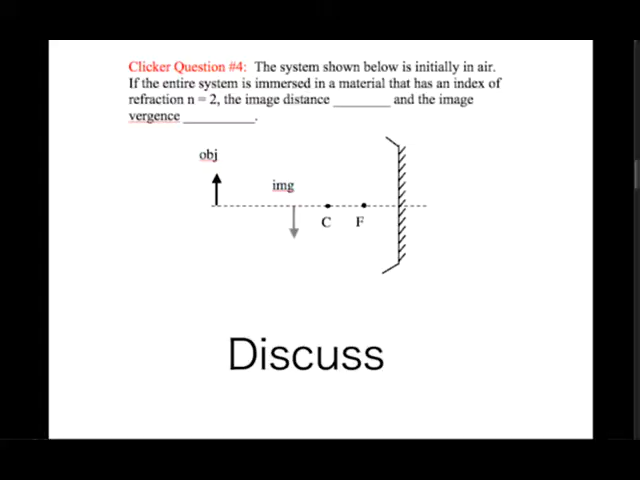 Clicker Question #4: The system shown below is initially in air.
If the entire system is immersed in a material that has an index of
refraction n = 2, the image distance ________ and the image
vergence __________.
obj
img
C
F
Discuss